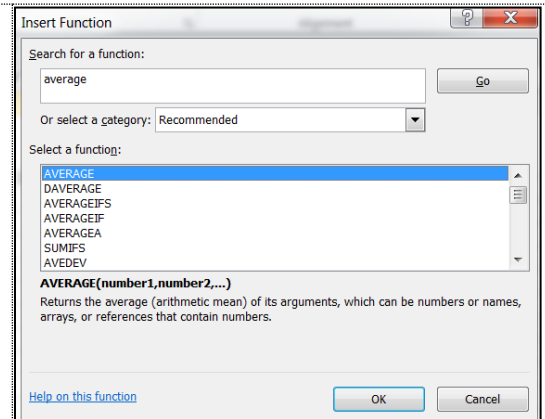 Insert Function
? X
Search for a function:
average
Go
Or select a category: Recommended
Select a function:
AVERAGE
DAVERAGE
AVERAGEIFS
AVERAGEIF
AVERAGEA
SUMIFS
AVEDEV
AVERAGE(number1,number2,...)
Returns the average (arithmetic mean) of its arguments, which can be numbers or names,
arrays, or references that contain numbers.
Help on this function
OK Cancel